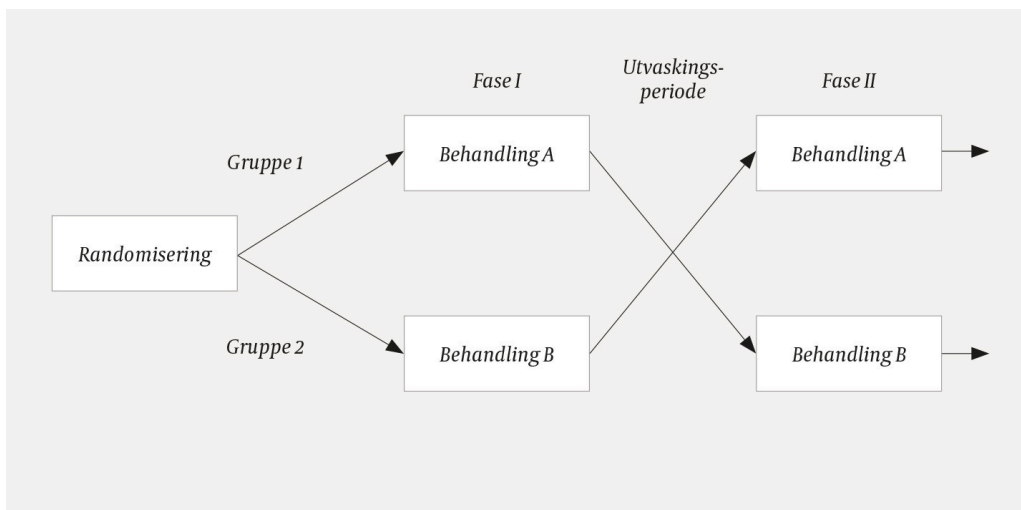 Fase I
Utvaskings-
periode
Fase II
Gruppe 1
Behandling A
Behandling A
Randomisering
Gruppe 2
Behandling B
Behandling B